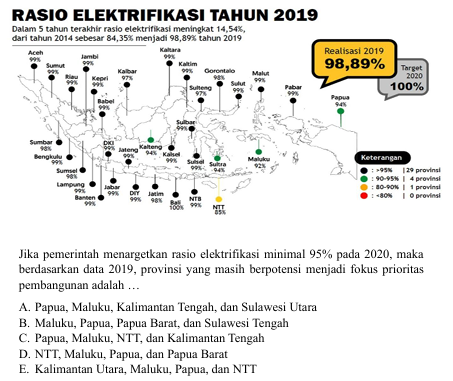 RASIO ELEKTRIFIKASI TAHUN 2019
Dalam 5 tahun terakhir rasio elektrifikasi meningkat 14,54%,
dari tahun 2014 sebesar 84,35% menjadi 98,89% tahun 2019
Realisasi 2019
98,89%
Target
2020
100%
Aceh
99%
Sumut
99%
Riau
99%
Jambi
99%
Kepri
99%
Babel
99%
Kalbar
97%
Kaltara
99%
Kaltim
99%
Sulteng
97%
Gorontalo
98%
Sulut
99%
Malut
99%
Pabar
99%
Papua
94%
Sulbar
99%
Sumbar
98%
Bengkulu
99%
Sumsel
98%
Lampung
99%
Banten
99%
DKI
99%
Jabar
99%
Jateng
99%
DIY
99%
Kalteng
94%
Jatim
98%
Kalsel
99%
Bali
100%
Sulsel
99%
NTB
99%
Sultra
94%
NTT
85%
Maluku
92%
Keterangan
: >95% | 29 provinsi
: 90-95% | 4 provinsi
: 80-90% | 1 provinsi
: <80% | 0 provinsi
Jika pemerintah menargetkan rasio elektrifikasi minimal 95% pada 2020, maka
berdasarkan data 2019, provinsi yang masih berpotensi menjadi fokus prioritas
pembangunan adalah …
A. Papua, Maluku, Kalimantan Tengah, dan Sulawesi Utara
B. Maluku, Papua, Papua Barat, dan Sulawesi Tengah
C. Papua, Maluku, NTT, dan Kalimantan Tengah
D. NTT, Maluku, Papua, dan Papua Barat
E. Kalimantan Utara, Maluku, Papua, dan NTT